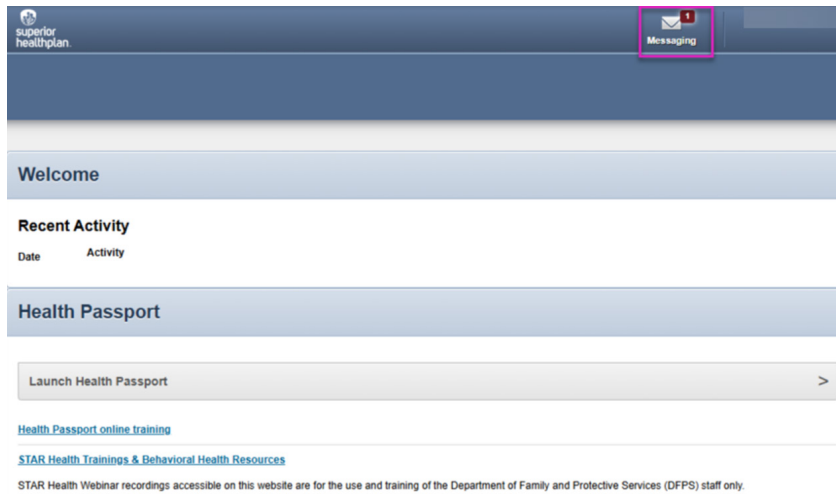 superior
healthplan.
1
Messaging
Welcome
Recent Activity
Date Activity
Health Passport
Launch Health Passport >
Health Passport online training
STAR Health Trainings & Behavioral Health Resources
STAR Health Webinar recordings accessible on this website are for the use and training of the Department of Family and Protective Services (DFPS) staff only.